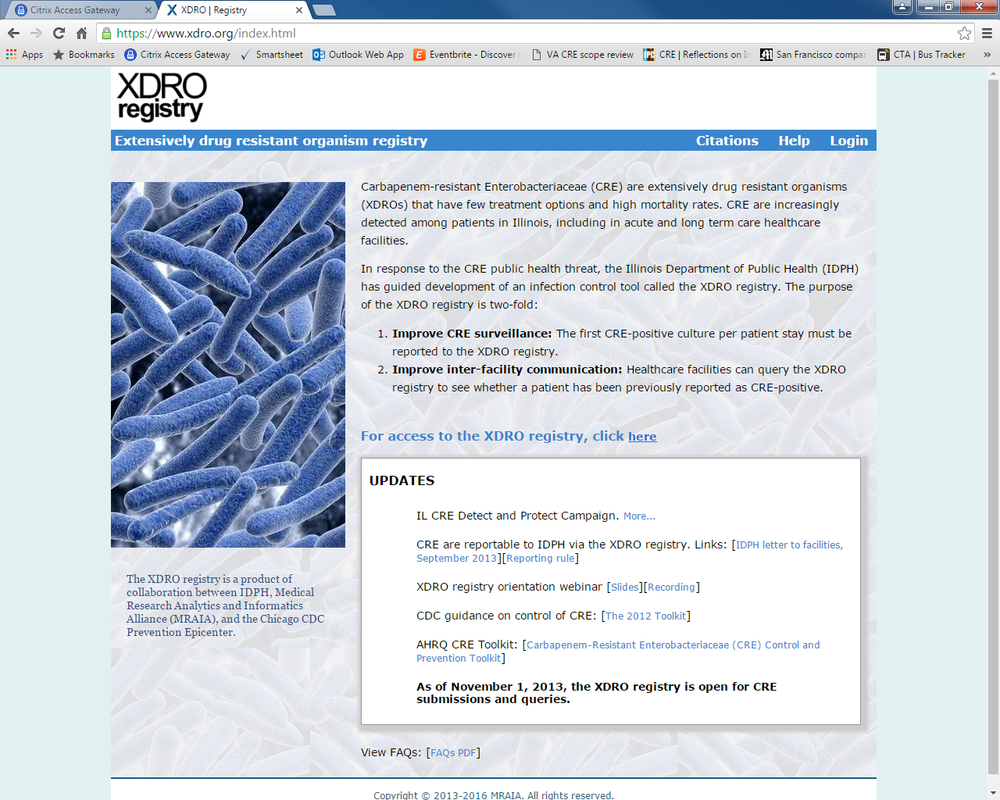 Citrix Access Gateway
XDRO | Registry
https://www.xdro.org/index.html
Apps
Bookmarks
Citrix Access Gateway
Smartsheet
Outlook Web App
Eventbrite - Discover
VA CRE scope review
CRE | Reflections on
San Francisco
CTA | Bus Tracker
»
XDRO
registry
Extensively drug resistant organism registry
Citations
Help
Login
Carbapenem-resistant Enterobacteriaceae (CRE) are extensively drug resistant organisms
(XDROs) that have few treatment options and high mortality rates. CRE are increasingly
detected among patients in Illinois, including in acute and long term care healthcare
facilities.
In response to the CRE public health threat, the Illinois Department of Public Health (IDPH)
has guided development of an infection control tool called the XDRO registry. The purpose
of the XDRO registry is two-fold:
1. Improve CRE surveillance: The first CRE-positive culture per patient stay must be
reported to the XDRO registry.
2. Improve inter-facility communication: Healthcare facilities can query the XDRO
registry to see whether a patient has been previously reported as CRE-positive.
For access to the XDRO registry, click here
UPDATES
IL CRE Detect and Protect Campaign. More...
CRE are reportable to IDPH via the XDRO registry. Links: [IDPH letter to facilities,
September 2013][Reporting rule]
XDRO registry orientation webinar [Slides][Recording]
CDC guidance on control of CRE: [The 2012 Toolkit]
AHRQ CRE Toolkit: [Carbapenem-Resistant Enterobacteriaceae (CRE) Control and
Prevention Toolkit]
As of November 1, 2013, the XDRO registry is open for CRE
submissions and queries.
The XDRO registry is a product of
collaboration between IDPH, Medical
Research Analytics and Informatics
Alliance (MRAIA), and the Chicago CDC
Prevention Epicenter.
View FAQs: [FAQs PDF]
Copyright © 2013-2016 MRAIA. All rights reserved.